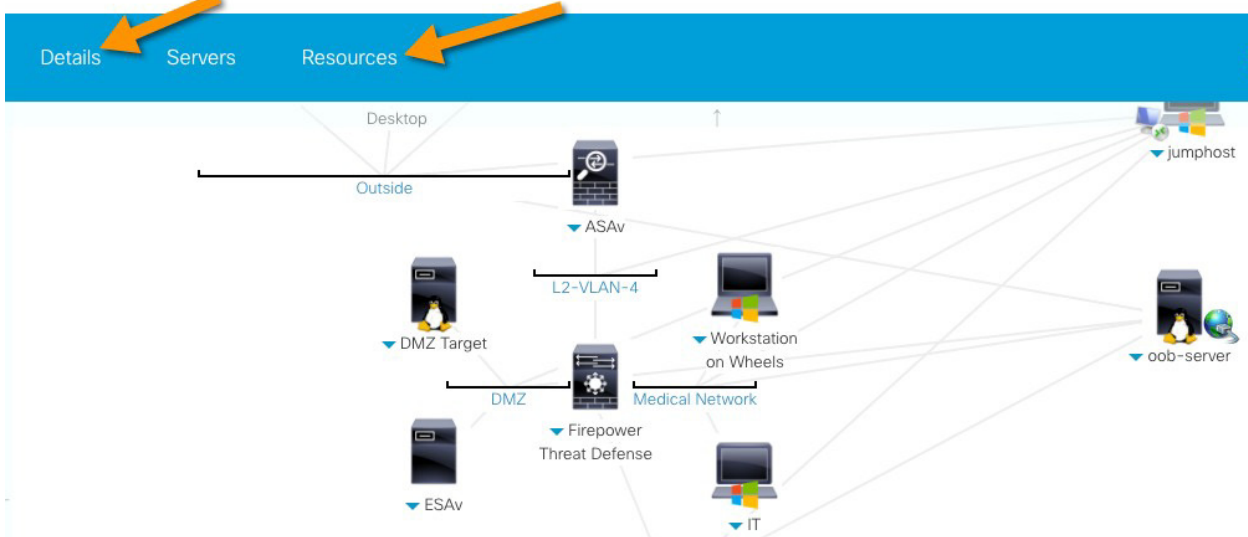 Details
Servers
Resources
Desktop
jumphost
Outside
ASAv
L2-VLAN-4
DMZ Target
Workstation
on Wheels
oob-server
DMZ
Medical Network
Firepower
Threat Defense
ESAv
IT